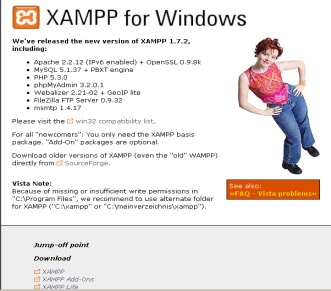 XAMPP for Windows
We've released the new version of XAMPP 1.7.2,
including:
Apache 2.2.12 (IPv6 enabled) + OpenSSL 0.9.8k
MySQL 5.1.37 + PBXT engine
PHP 5.3.0
phpMyAdmin 3.2.0.1
Webalizer 2.21-02 + GeoIP lite
FileZilla FTP Server 0.9.32
msmtp 1.4.17
Please visit the win32 compatibility list.
For all "newcomers": You only need the XAMPP basis
package. "Add-On" packages are optional.
Download older versions of XAMPP (even the "old" WAMPP)
directly from SourceForge.
Vista Note:
Because of missing or insufficient write permissions in
"C:\Program Files", we recommend to use alternate folder
for XAMPP ("C:\xampp" or "C:\meinverzeichnis\xampp").
See also:
»FAQ - Vista problems«
Jump-off point
Download
XAMPP
XAMPP Add-Ons
XAMPP Lite